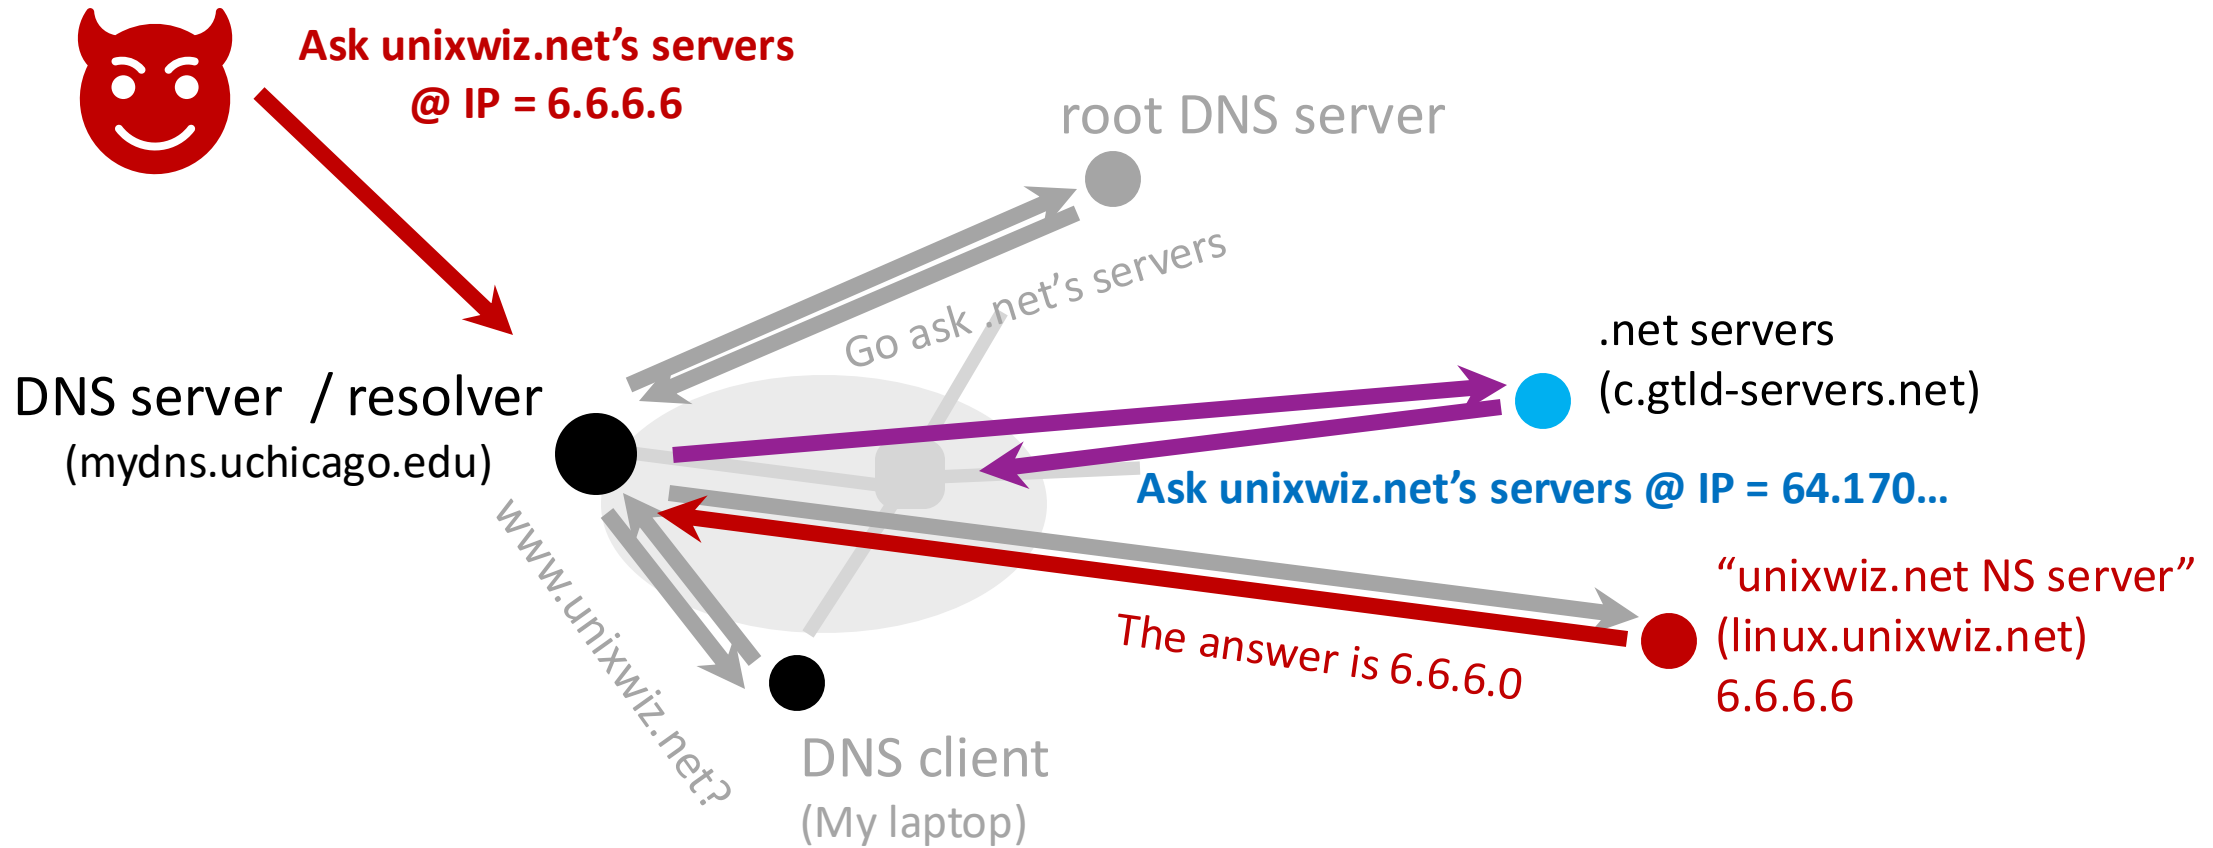 Ask unixwiz.net’s servers
@ IP = 6.6.6.6
root DNS server
Go ask .net’s servers
.net servers
(c.gtld-servers.net)
DNS server / resolver
(mydns.uchicago.edu)
Ask unixwiz.net’s servers @ IP = 64.170…
www.unixwiz.net?
“unixwiz.net NS server”
(linux.unixwiz.net)
6.6.6.6
The answer is 6.6.6.0
DNS client
(My laptop)